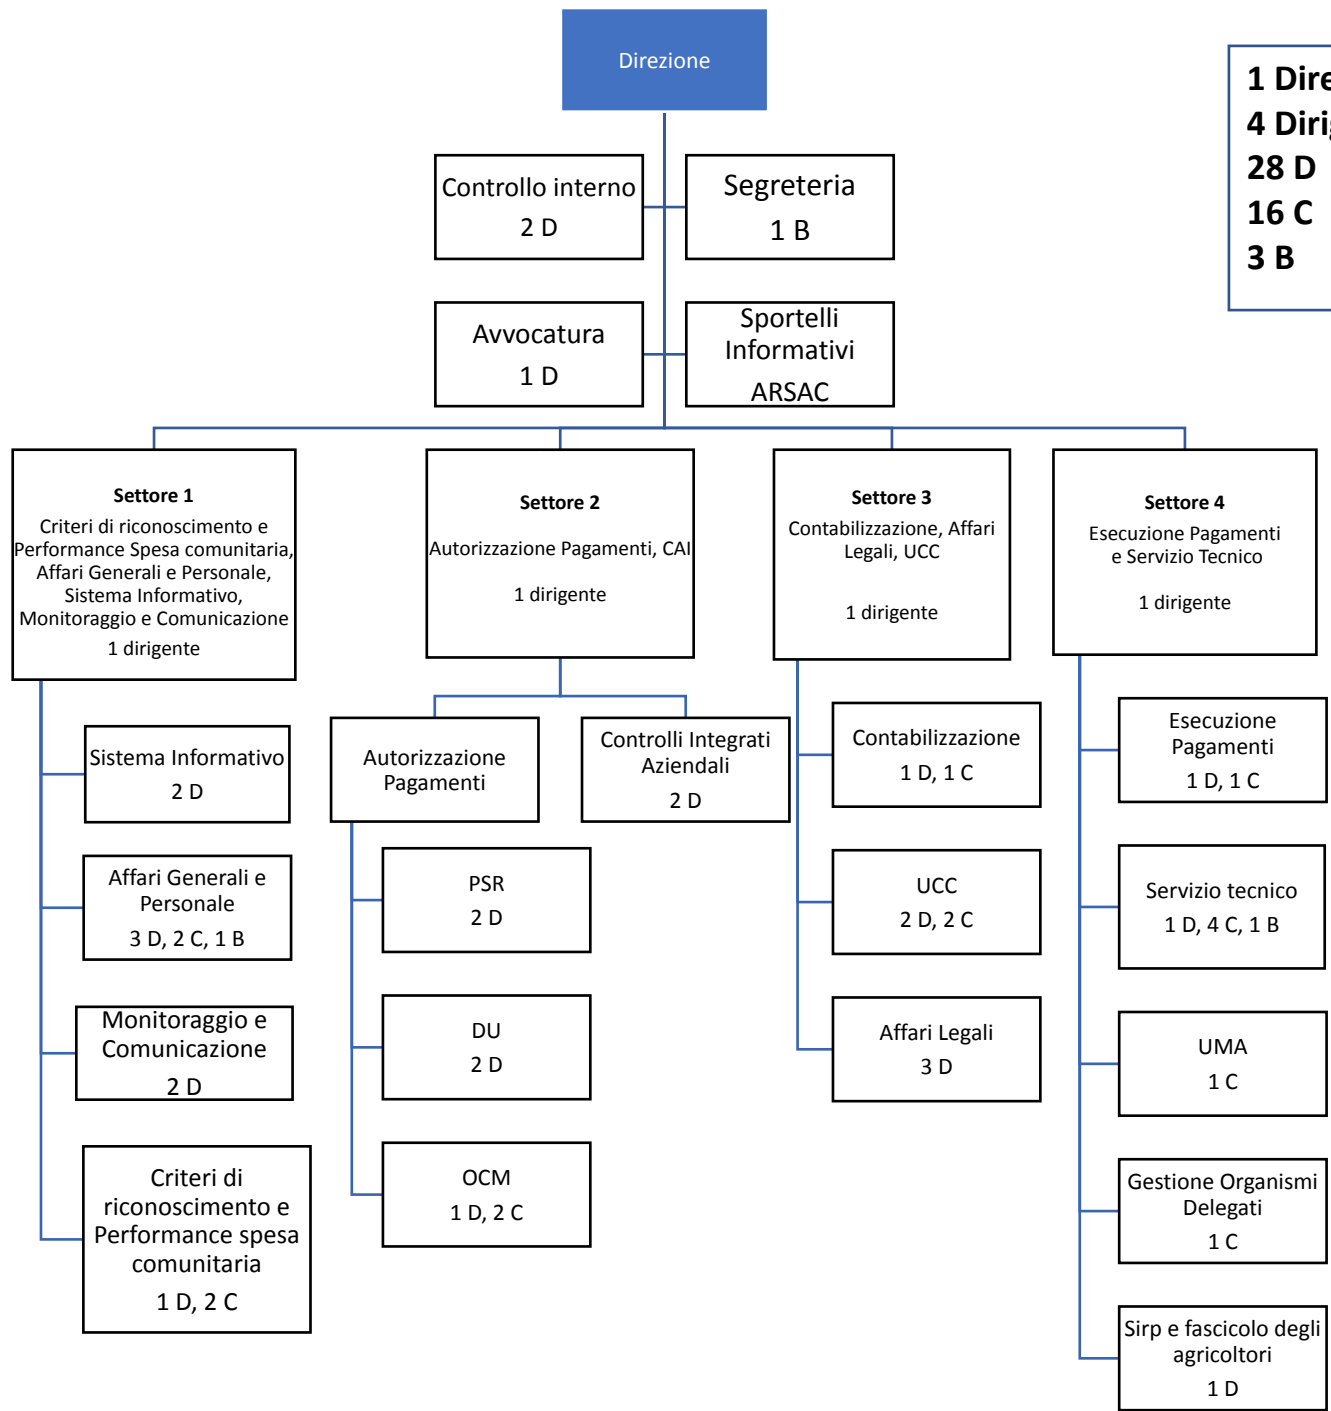 Direzione
1 Dire
4 Dirig
28 D
16 C
3 B
Controllo interno
2 D
Segreteria
1 B
Avvocatura
1 D
Sportelli
Informativi
ARSAC
Settore 1
Criteri di riconoscimento e
Performance Spesa comunitaria,
Affari Generali e Personale,
Sistema Informativo,
Monitoraggio e Comunicazione
1 dirigente
Settore 2
Autorizzazione Pagamenti, CAI
1 dirigente
Settore 3
Contabilizzazione, Affari
Legali, UCC
1 dirigente
Settore 4
Esecuzione Pagamenti
e Servizio Tecnico
1 dirigente
Sistema Informativo
2 D
Affari Generali e
Personale
3 D, 2 C, 1 B
Monitoraggio e
Comunicazione
2 D
Criteri di
riconoscimento e
Performance spesa
comunitaria
1 D, 2 C
Autorizzazione
Pagamenti
Controlli Integrati
Aziendali
2 D
PSR
2 D
DU
2 D
OCM
1 D, 2 C
Contabilizzazione
1 D, 1 C
UCC
2 D, 2 C
Affari Legali
3 D
Esecuzione
Pagamenti
1 D, 1 C
Servizio tecnico
1 D, 4 C, 1 B
UMA
1 C
Gestione Organismi
Delegati
1 C
Sirp e fascicolo degli
agricoltori
1 D